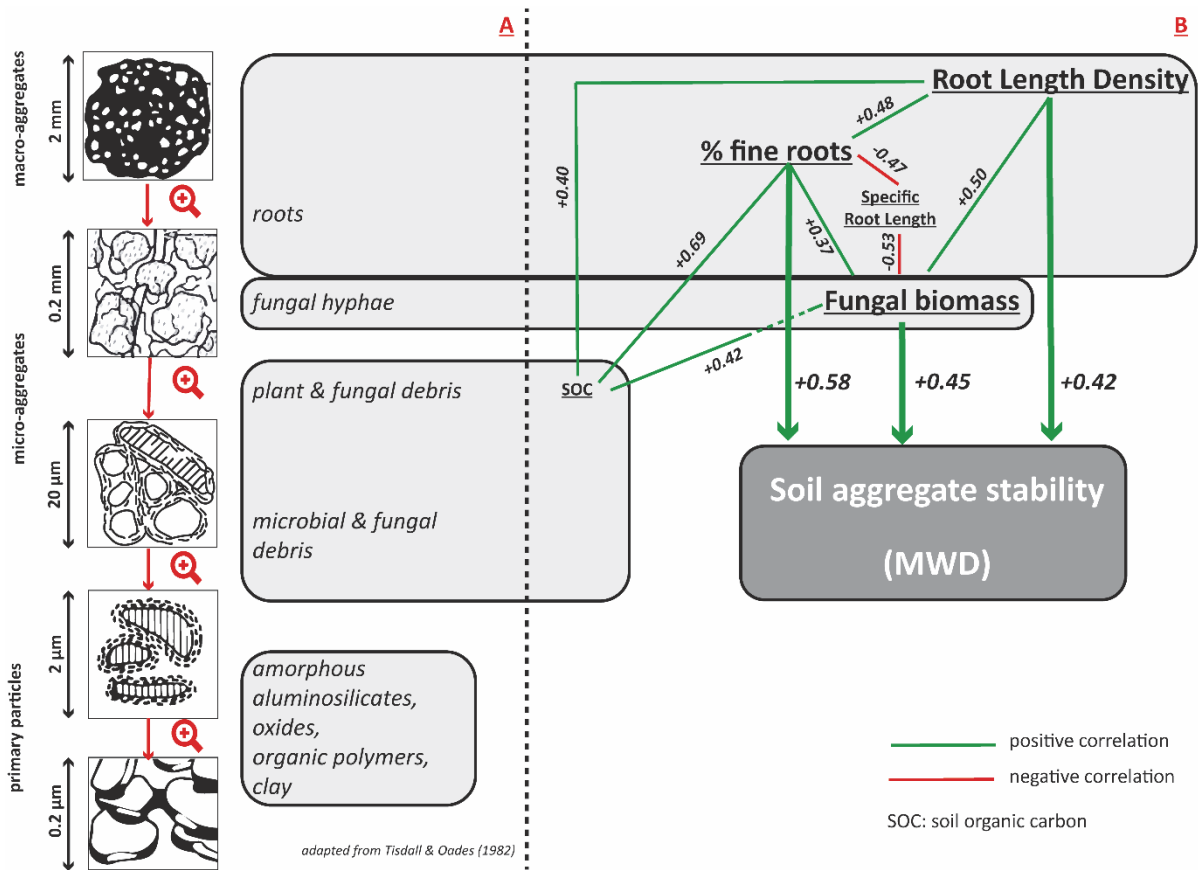 A
B
macro-aggregates
2 mm
micro-aggregates
0.2 mm
20 µm
primary particles
2 µm
0.2 µm
roots
fungal hyphae
plant & fungal debris
microbial & fungal
debris
amorphous
aluminosilicates,
oxides,
organic polymers,
clay
adapted from Tisdall & Oades (1982)
Root Length Density
+0.48
% fine roots
-0.47
+0.40
+0.50
Specific
Root Length
+0.69
+0.37
-0.53
Fungal biomass
+0.42
SOC
+0.58
+0.45
+0.42
Soil aggregate stability
(MWD)
positive correlation
negative correlation
SOC: soil organic carbon